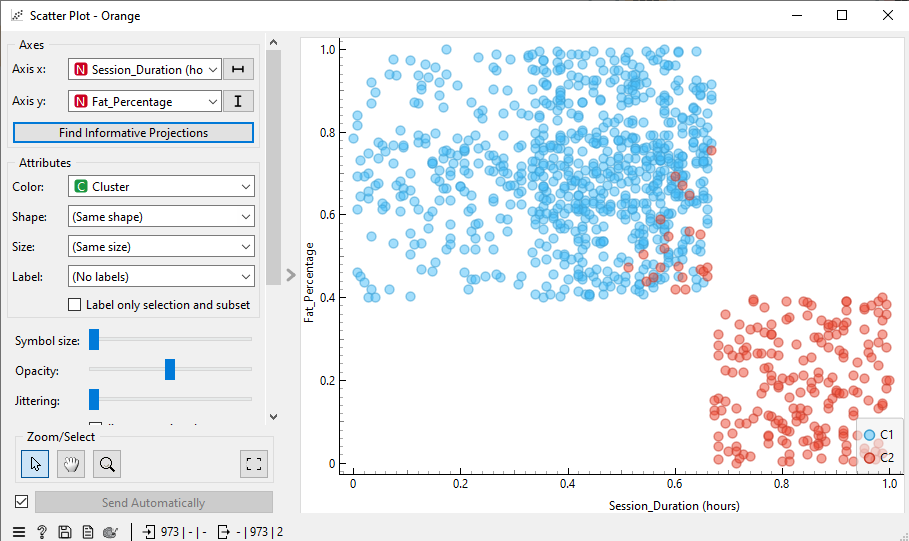 Scatter Plot - Orange
Axes
Axis x: N Session_Duration (ho
Axis y: N Fat_Percentage
Find Informative Projections
Attributes
Color: C Cluster
Shape: (Same shape)
Size: (Same size)
Label: (No labels)
Label only selection and subset
Symbol size:
Opacity:
Jittering:
Zoom/Select
Send Automatically
? 973 | - | - - | 973 | 2
Fat_Percentage
1.0
0.8
0.6
0.4
0.2
0
0 0.2 0.4 0.6 0.8 1.0
Session_Duration (hours)
C1
C2